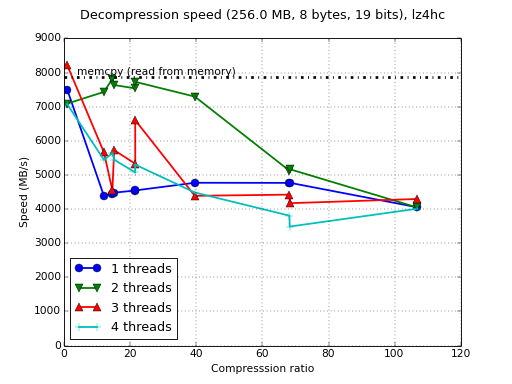 Decompression speed (256.0 MB, 8 bytes, 19 bits), lz4hc
9000
8000
7000
6000
5000
4000
3000
2000
1000
0
Speed (MB/s)
memcpy (read from memory)
1 threads
2 threads
3 threads
4 threads
0 20 40 60 80 100 120
Compresssion ratio